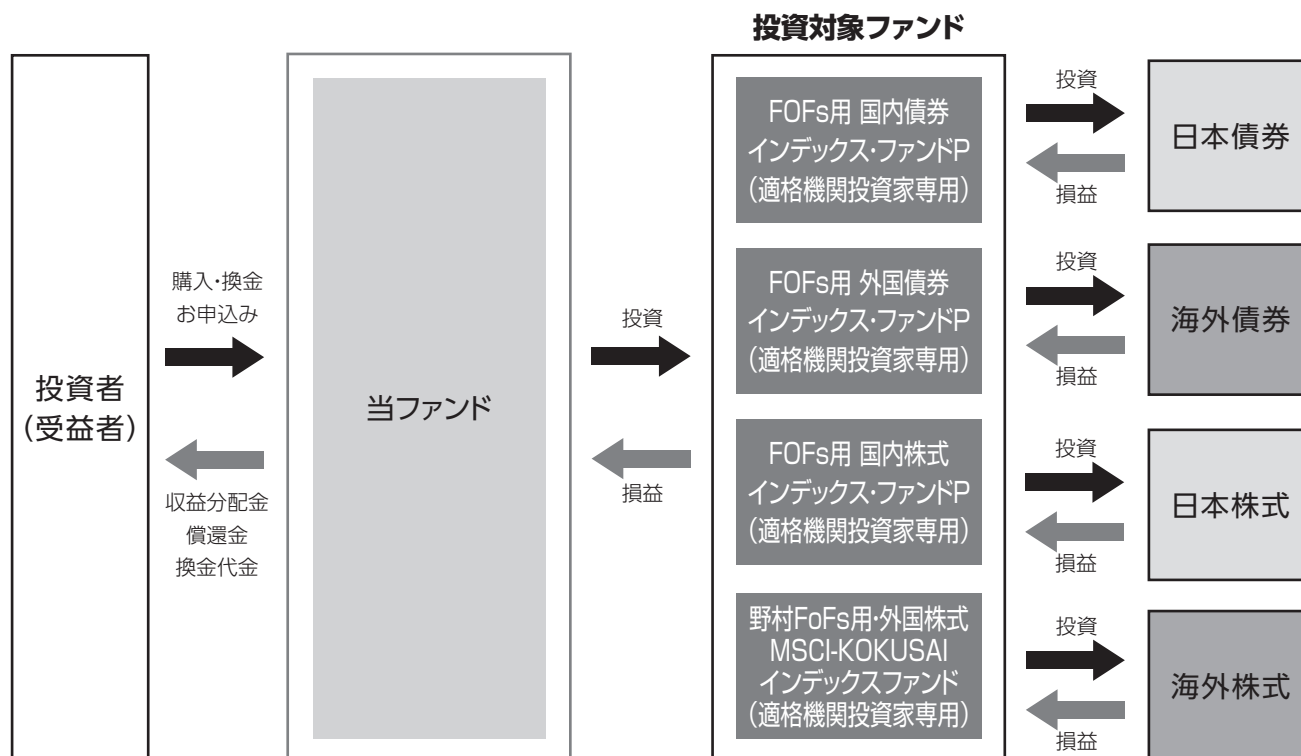 投資対象ファンド
投資者
(受益者)
購入・換金
お申込み
収益分配金
償還金
換金代金
当ファンド
投資
損益
FOFs用 国内債券
インデックス・ファンドP
(適格機関投資家専用)
投資
損益
日本債券
FOFs用 外国債券
インデックス・ファンドP
(適格機関投資家専用)
投資
損益
海外債券
FOFs用 国内株式
インデックス・ファンドP
(適格機関投資家専用)
投資
損益
日本株式
野村FoFs用・外国株式
MSCI-KOKUSAI
インデックスファンド
(適格機関投資家専用)
投資
損益
海外株式